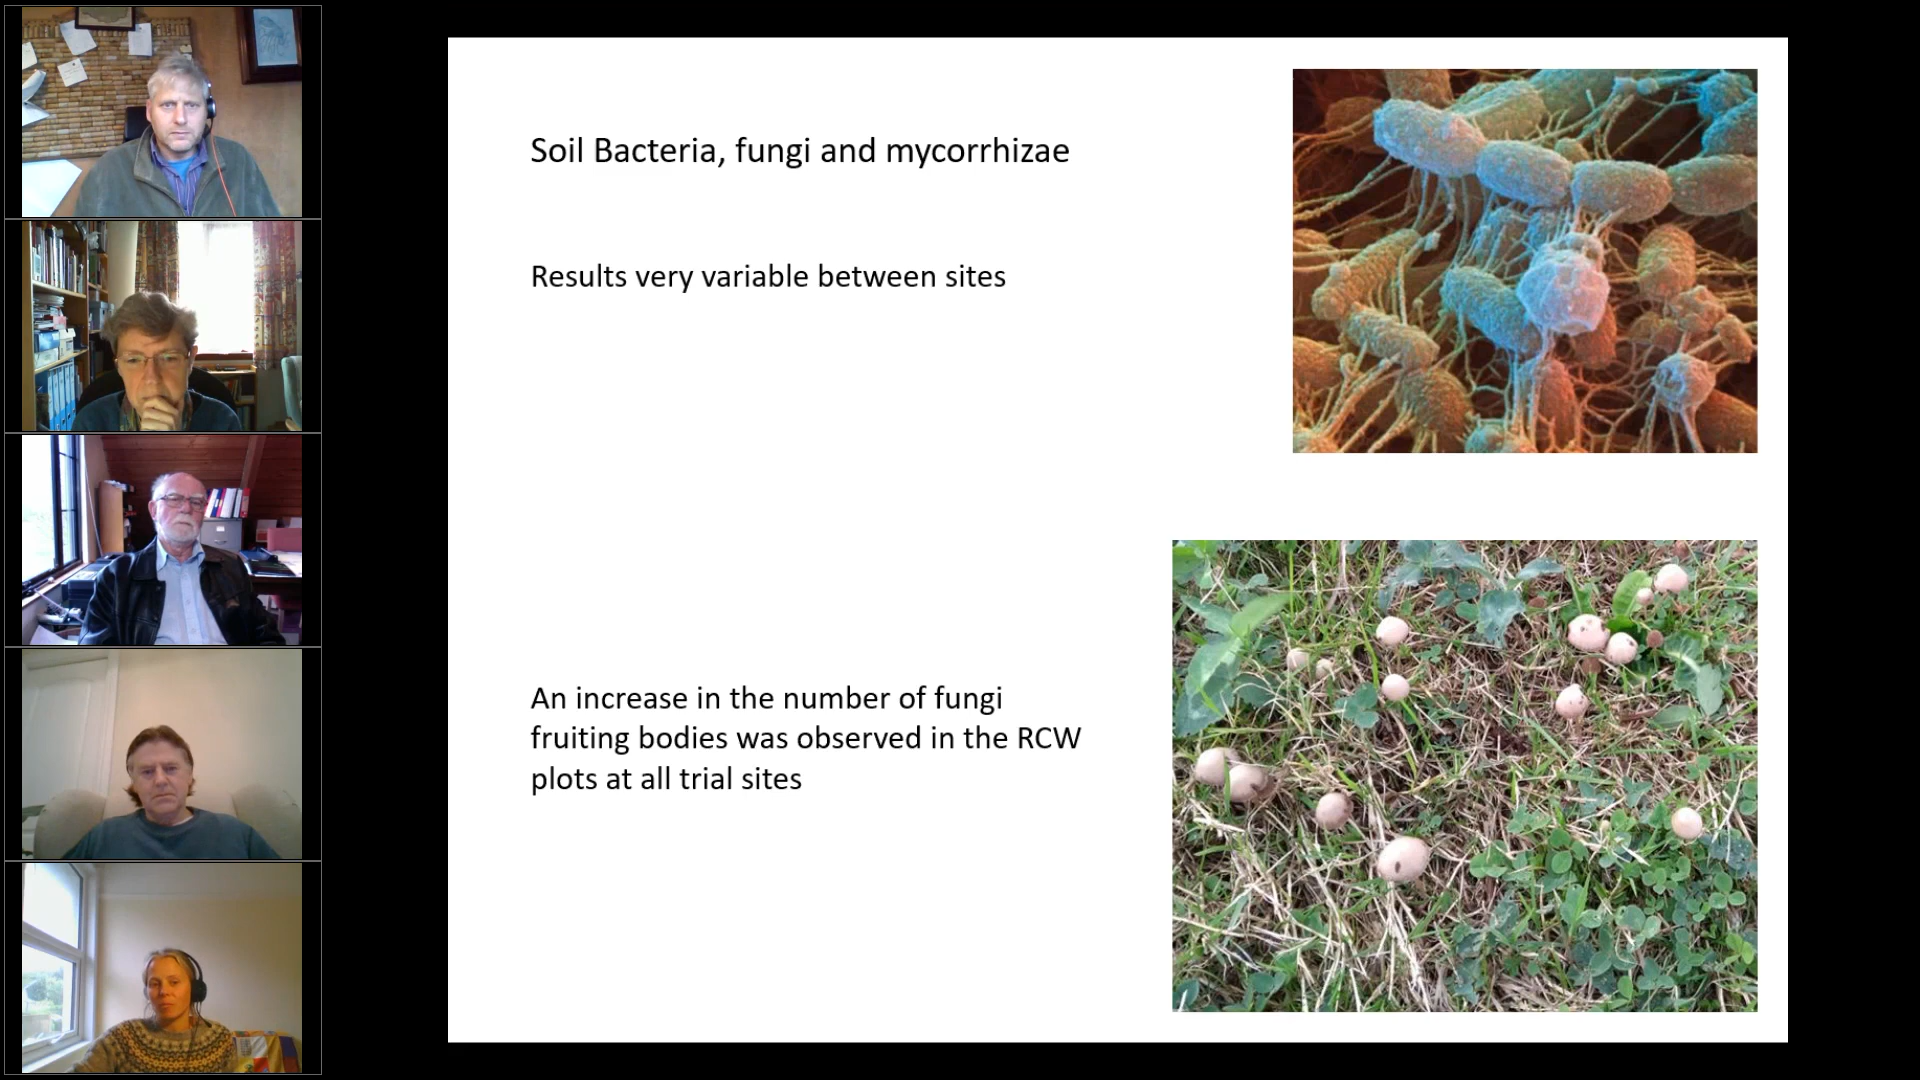 Soil Bacteria, fungi and mycorrhizae
Results very variable between sites
An increase in the number of fungi
fruiting bodies was observed in the RCW
plots at all trial sites